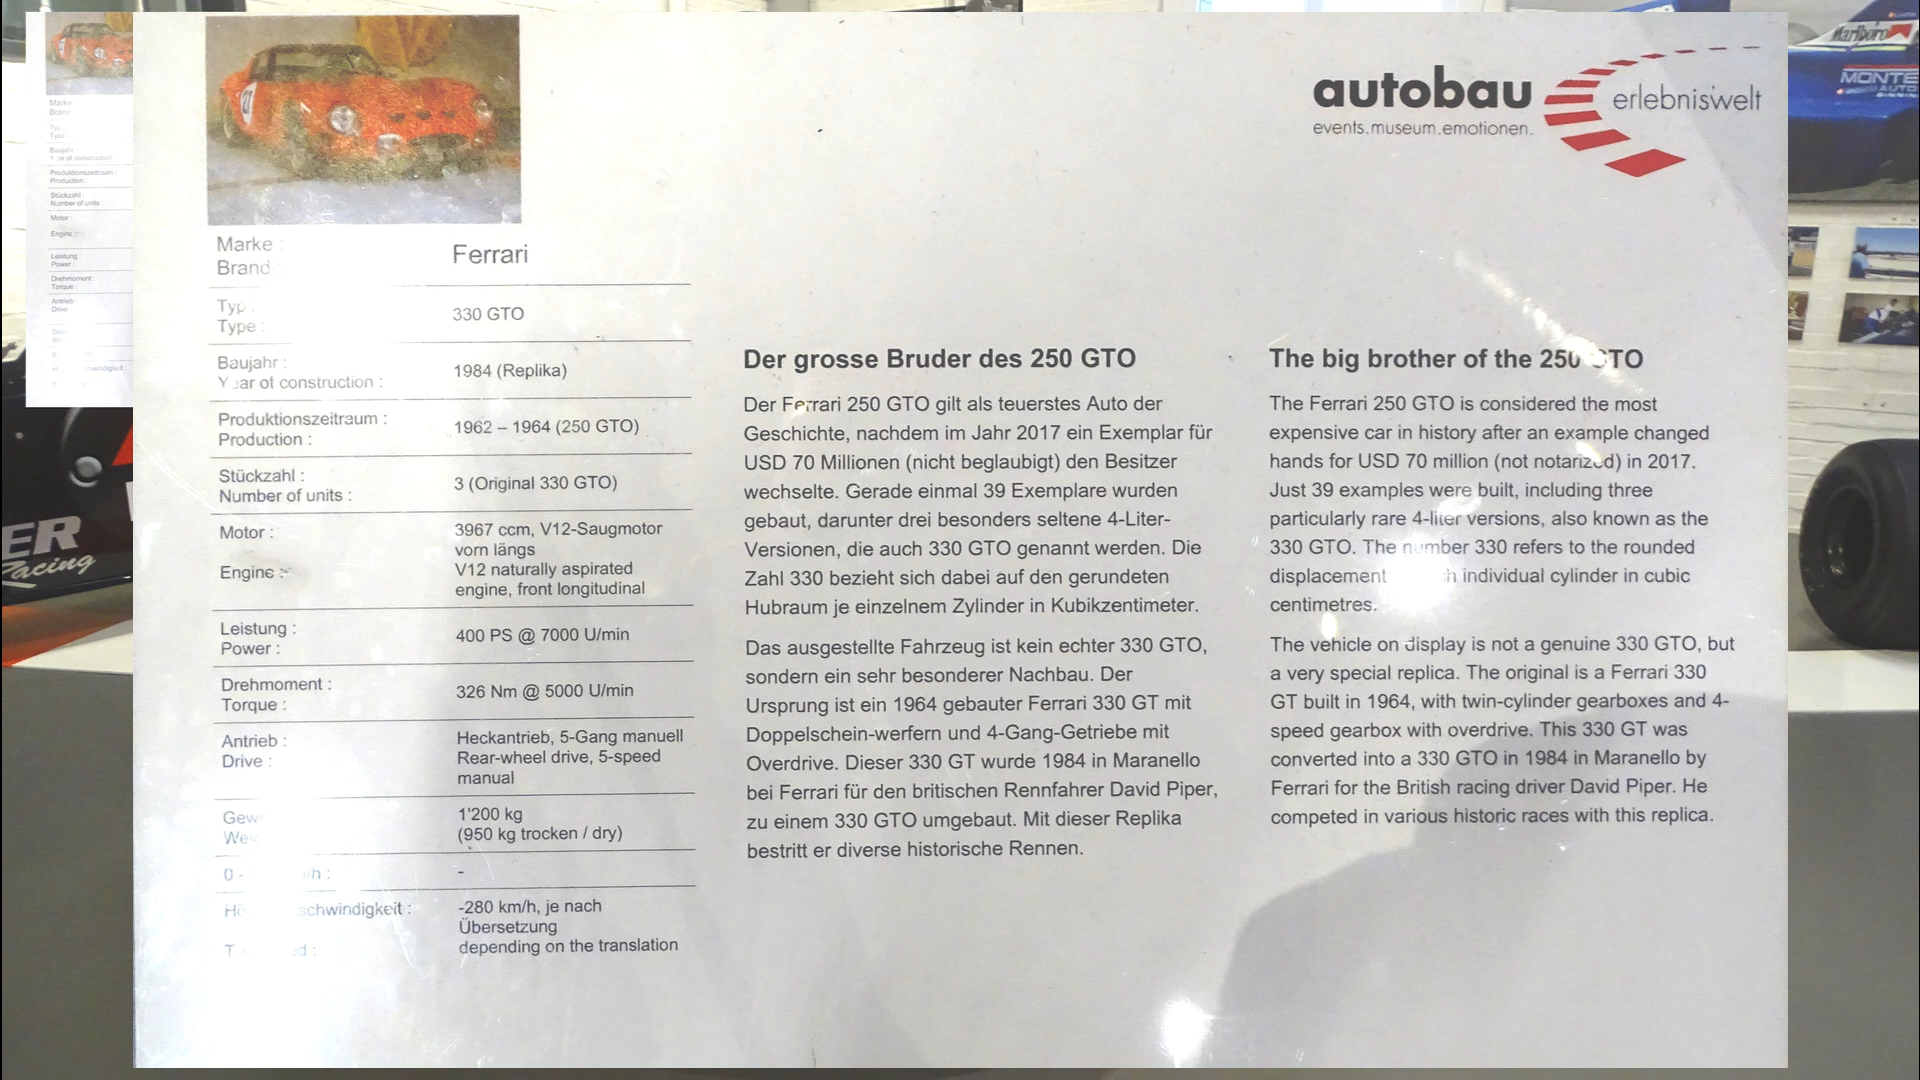 autobau
erlebniswelt
events.museum.emotionen.
Marke :
Brand :
Ferrari
Typ :
Type :
330 GTO
Baujahr :
Year of construction :
1984 (Replika)
Produktionszeitraum :
Production :
1962 – 1964 (250 GTO)
Stückzahl :
Number of units :
3 (Original 330 GTO)
Motor :
3967 ccm, V12-Saugmotor
vorn längs
Engine :
V12 naturally aspirated
engine, front longitudinal
Leistung :
Power :
400 PS @ 7000 U/min
Drehmoment :
Torque :
326 Nm @ 5000 U/min
Antrieb :
Drive :
Heckantrieb, 5-Gang manuell
Rear-wheel drive, 5-speed
manual
1'200 kg
(950 kg trocken / dry)
0 -
-
-280 km/h, je nach
Übersetzung
depending on the translation
Der grosse Bruder des 250 GTO
Der Ferrari 250 GTO gilt als teuerstes Auto der
Geschichte, nachdem im Jahr 2017 ein Exemplar für
USD 70 Millionen (nicht beglaubigt) den Besitzer
wechselte. Gerade einmal 39 Exemplare wurden
gebaut, darunter drei besonders seltene 4-Liter-
Versionen, die auch 330 GTO genannt werden. Die
Zahl 330 bezieht sich dabei auf den gerundeten
Hubraum je einzelnem Zylinder in Kubikzentimeter.
Das ausgestellte Fahrzeug ist kein echter 330 GTO,
sondern ein sehr besonderer Nachbau. Der
Ursprung ist ein 1964 gebauter Ferrari 330 GT mit
Doppelschein-werfern und 4-Gang-Getriebe mit
Overdrive. Dieser 330 GT wurde 1984 in Maranello
bei Ferrari für den britischen Rennfahrer David Piper,
zu einem 330 GTO umgebaut. Mit dieser Replika
bestritt er diverse historische Rennen.
The big brother of the 250 GTO
The Ferrari 250 GTO is considered the most
expensive car in history after an example changed
hands for USD 70 million (not notarized) in 2017.
Just 39 examples were built, including three
particularly rare 4-liter versions, also known as the
330 GTO. The number 330 refers to the rounded
displacement individual cylinder in cubic
centimetres.
The vehicle on display is not a genuine 330 GTO, but
a very special replica. The original is a Ferrari 330
GT built in 1964, with twin-cylinder gearboxes and 4-
speed gearbox with overdrive. This 330 GT was
converted into a 330 GTO in 1984 in Maranello by
Ferrari for the British racing driver David Piper. He
competed in various historic races with this replica.
Marlboro
MONTE
AUTO
ER
Racing